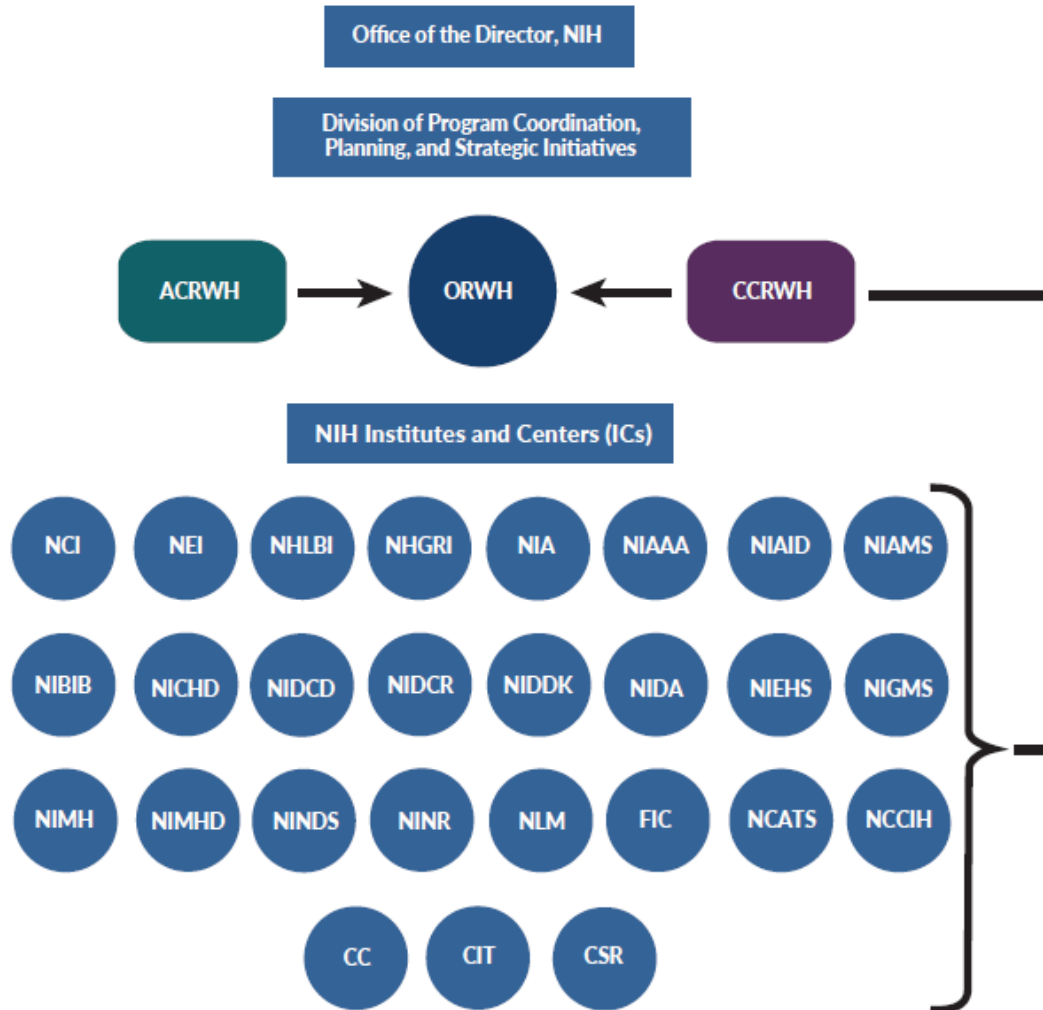 Office of the Director, NIH
Division of Program Coordination,
Planning, and Strategic Initiatives
ACRWH ORWH CCRWH
NIH Institutes and Centers (ICs)
NCI NEI NHLBI NHGRI NIA NIAAA NIAID NIAMS
NIBIB NICHD NIDCD NIDCR NIDDK NIDA NIEHS NIGMS
NIMH NIMHD NINDS NINR NLM FIC NCATS NCCIH
CC CIT CSR